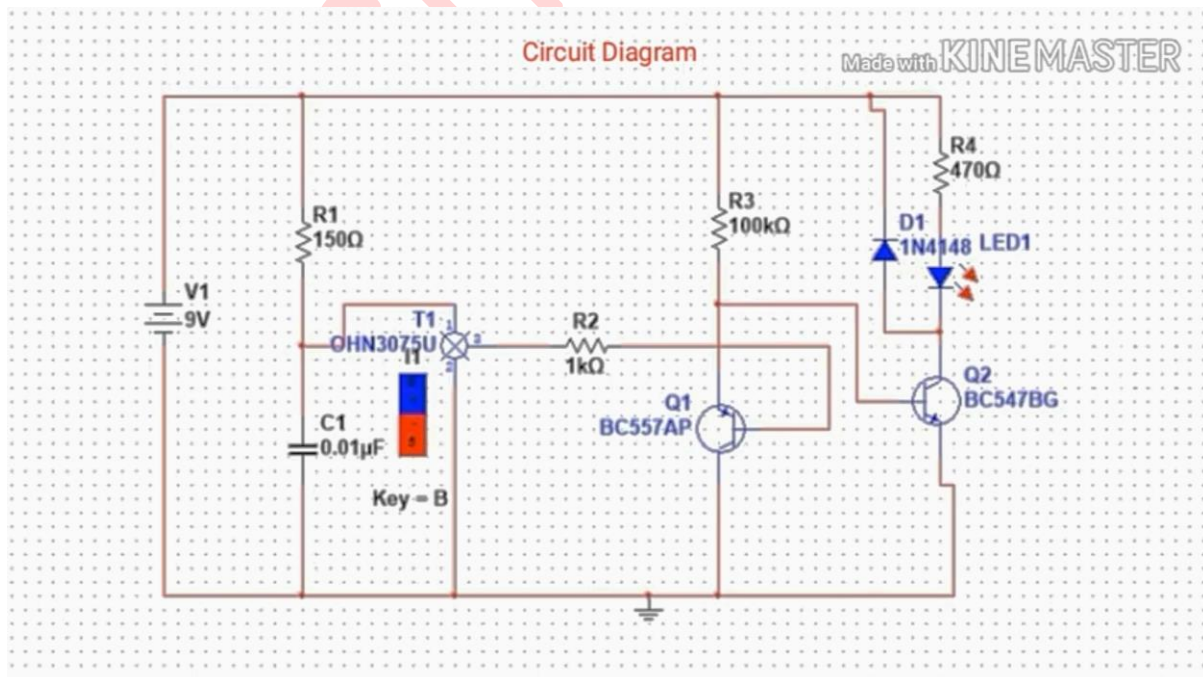 Circuit Diagram
Made with KINEMASTER
R4
470Ω
R1
150Ω
R3
100kΩ
D1
1N4148
LED1
V1
9V
T1
OHN3075U
I1
R2
1kΩ
Q1
BC557AP
Q2
BC547BG
C1
0.01µF
Key = B